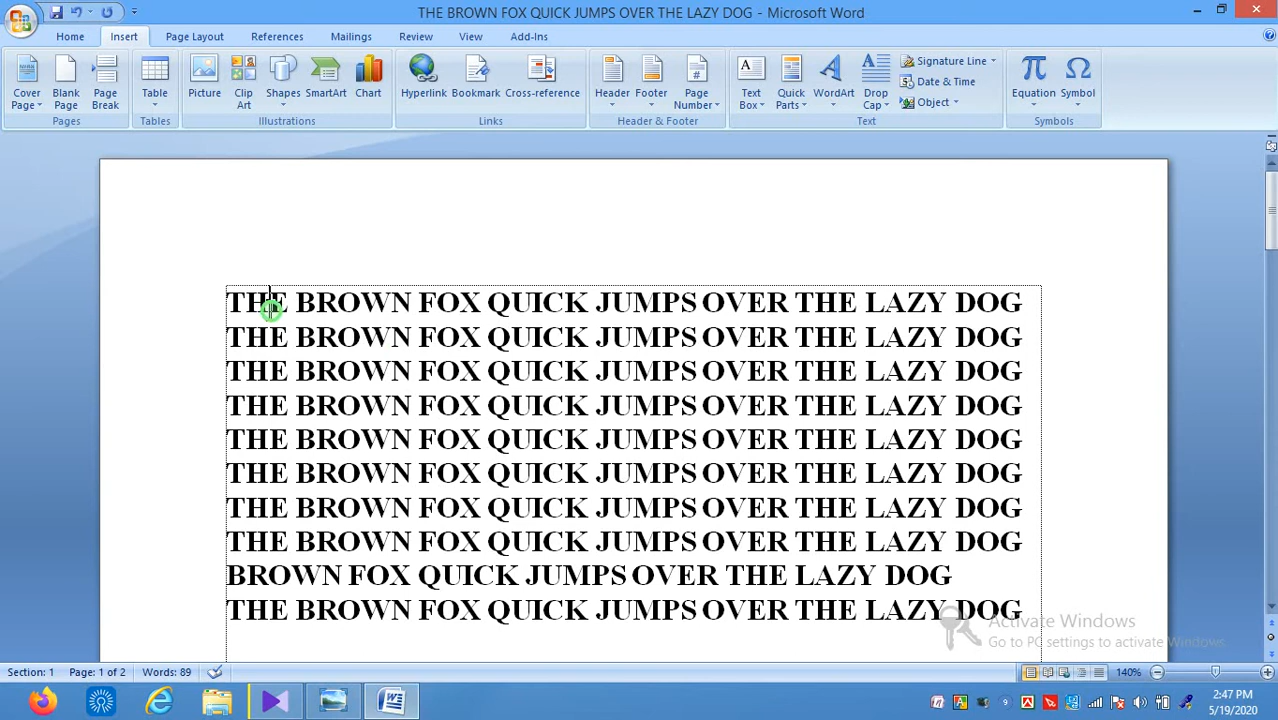 THE BROWN FOX QUICK JUMPS OVER THE LAZY DOG - Microsoft Word
Home Insert Page Layout References Mailings Review View Add-Ins
Cover Page Blank Page Page Break Table Picture Clip Art Shapes SmartArt Chart Hyperlink Bookmark Cross-reference Header Footer Page Number Text Box Quick Parts WordArt Drop Cap Signature Line Date & Time Object Equation Symbol
Pages Tables Illustrations Links Header & Footer Text Symbols
THE BROWN FOX QUICK JUMPS OVER THE LAZY DOG
THE BROWN FOX QUICK JUMPS OVER THE LAZY DOG
THE BROWN FOX QUICK JUMPS OVER THE LAZY DOG
THE BROWN FOX QUICK JUMPS OVER THE LAZY DOG
THE BROWN FOX QUICK JUMPS OVER THE LAZY DOG
THE BROWN FOX QUICK JUMPS OVER THE LAZY DOG
THE BROWN FOX QUICK JUMPS OVER THE LAZY DOG
THE BROWN FOX QUICK JUMPS OVER THE LAZY DOG
BROWN FOX QUICK JUMPS OVER THE LAZY DOG
THE BROWN FOX QUICK JUMPS OVER THE LAZY DOG
Activate Windows
Go to PC settings to activate Windows.
Section: 1 Page: 1 of 2 Words: 89 140%
2:47 PM
5/19/2020